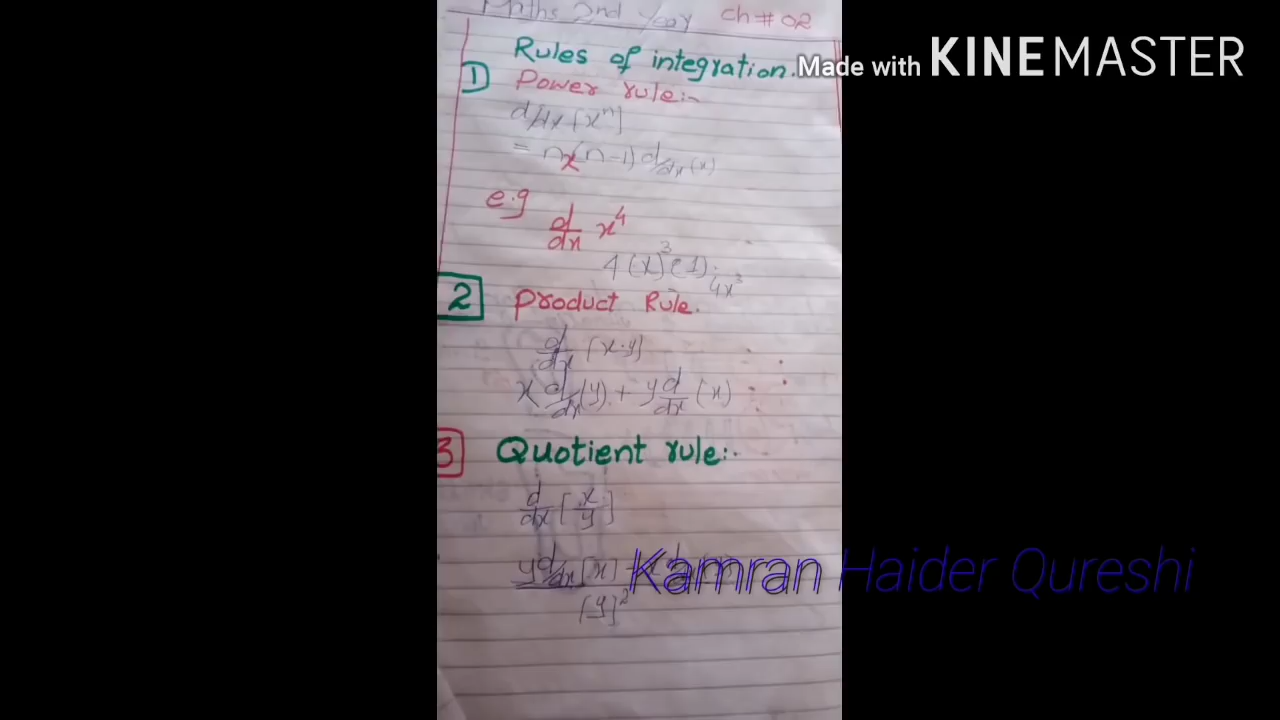 Maths 2nd Year Ch # 02
Rules of integration.
Made with KINEMASTER
1 Power rule:-
d/dx [x^n]
= nx(n-1) d/dx (x)
e.g d/dx x^4
4(x)^3(1).
4x^3
2 Product Rule.
d/dx [x.y]
x d/dx (y) + y d/dx (x)
3 Quotient rule:-
d/dx [x/y]
y d/dx [x] -
[y]^2
Kamran Haider Qureshi